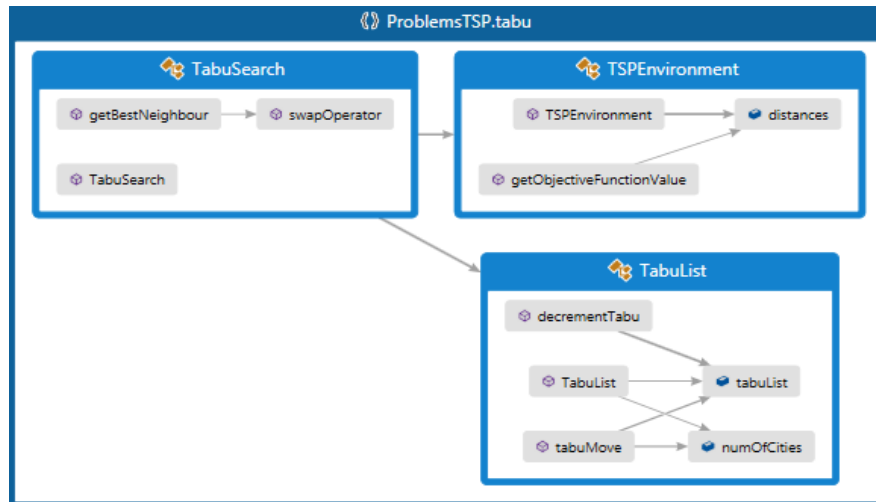 ProblemsTSP.tabu
TabuSearch
getBestNeighbour
swapOperator
TabuSearch
TSPEnvironment
TSPEnvironment
distances
getObjectiveFunctionValue
TabuList
decrementTabu
TabuList
tabuList
tabuMove
numOfCities